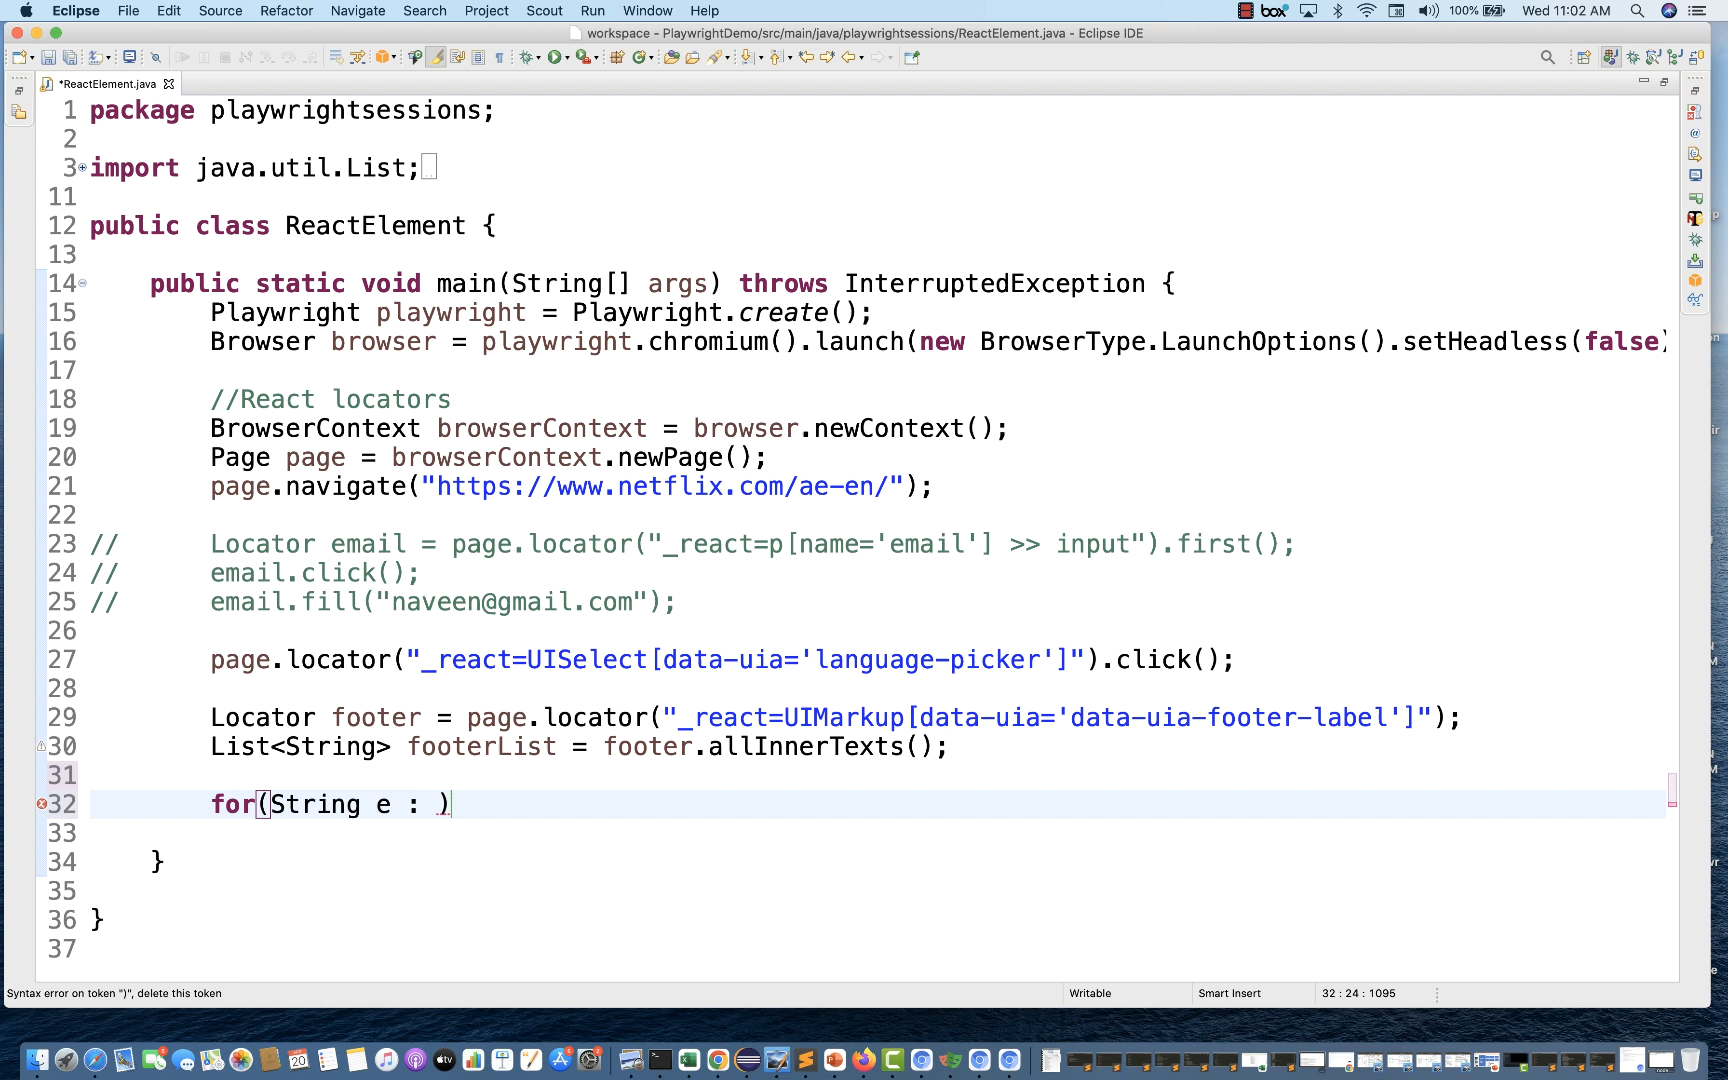 Eclipse File Edit Source Refactor Navigate Search Project Scout Run Window Help box 100% Wed 11:02 AM
workspace - PlaywrightDemo/src/main/java/playwrightsessions/ReactElement.java - Eclipse IDE
*ReactElement.java
1 package playwrightsessions;
2
3 import java.util.List;
11
12 public class ReactElement {
13
14 public static void main(String[] args) throws InterruptedException {
15 Playwright playwright = Playwright.create();
16 Browser browser = playwright.chromium().launch(new BrowserType.LaunchOptions().setHeadless(false)
17
18 //React locators
19 BrowserContext browserContext = browser.newContext();
20 Page page = browserContext.newPage();
21 page.navigate("https://www.netflix.com/ae-en/");
22
23 // Locator email = page.locator("_react=p[name='email'] >> input").first();
24 // email.click();
25 // email.fill("naveen@gmail.com");
26
27 page.locator("_react=UISelect[data-uia='language-picker']").click();
28
29 Locator footer = page.locator("_react=UIMarkup[data-uia='data-uia-footer-label']");
30 List<String> footerList = footer.allInnerTexts();
31
32 for(String e : )
33
34 }
35
36 }
37
Syntax error on token ")", delete this token Writable Smart Insert 32 : 24 : 1095